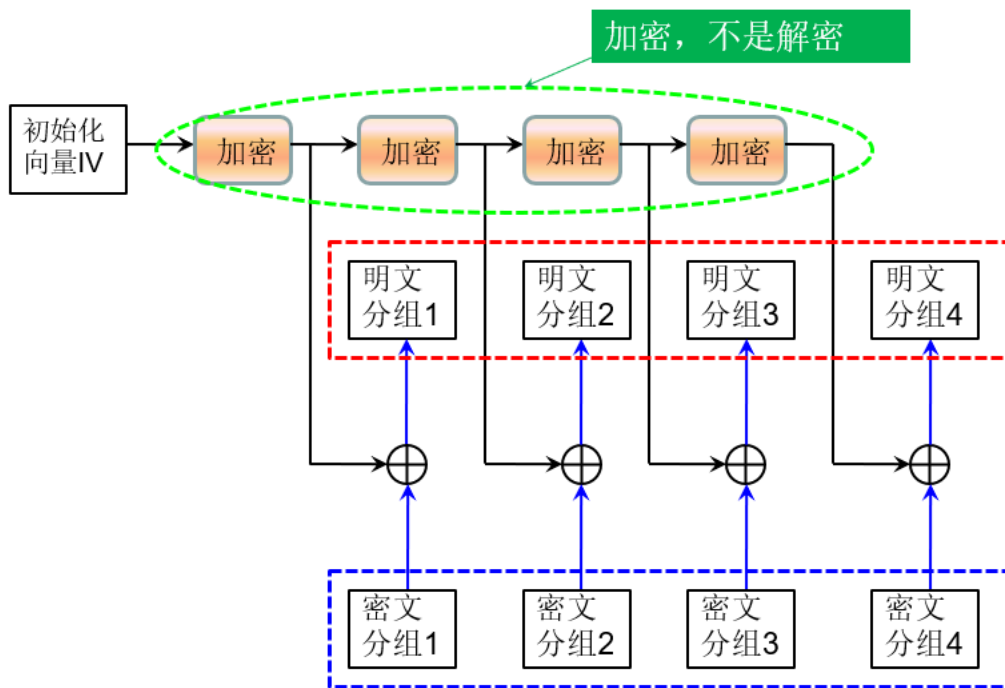 加密，不是解密
初始化
向量IV
加密
加密
加密
加密
明文
分组1
明文
分组2
明文
分组3
明文
分组4
密文
分组1
密文
分组2
密文
分组3
密文
分组4